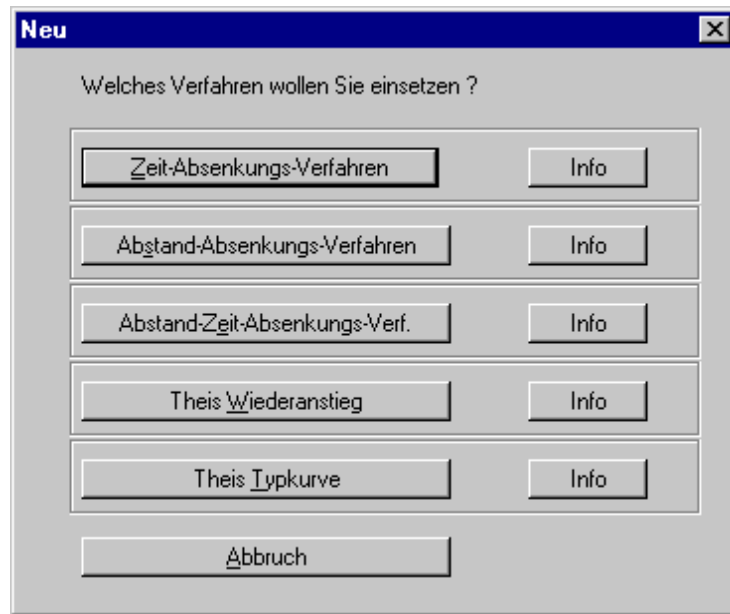 Neu
Welches Verfahren wollen Sie einsetzen ?
Zeit-Absenkungs-Verfahren Info
Abstand-Absenkungs-Verfahren Info
Abstand-Zeit-Absenkungs-Verf. Info
Theis Wiederanstieg Info
Theis Typkurve Info
Abbruch